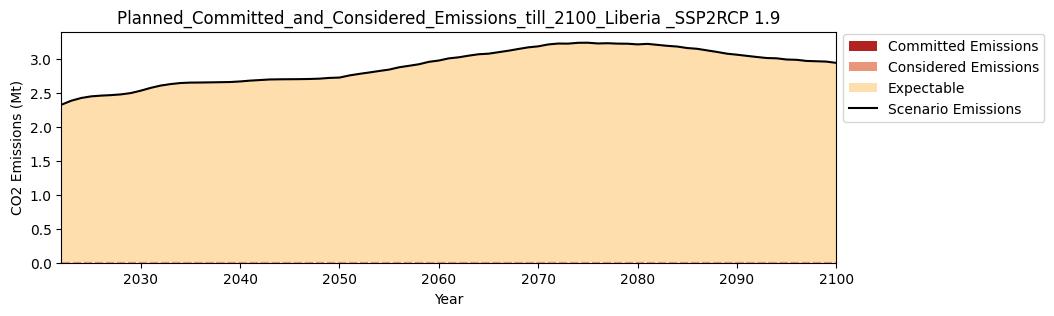 Planned_Committed_and_Considered_Emissions_till_2100_Liberia _SSP2RCP 1.9
Committed Emissions
Considered Emissions
Expectable
Scenario Emissions
CO2 Emissions (Mt)
3.0
2.5
2.0
1.5
1.0
0.5
0.0
2030 2040 2050 2060 2070 2080 2090 2100
Year